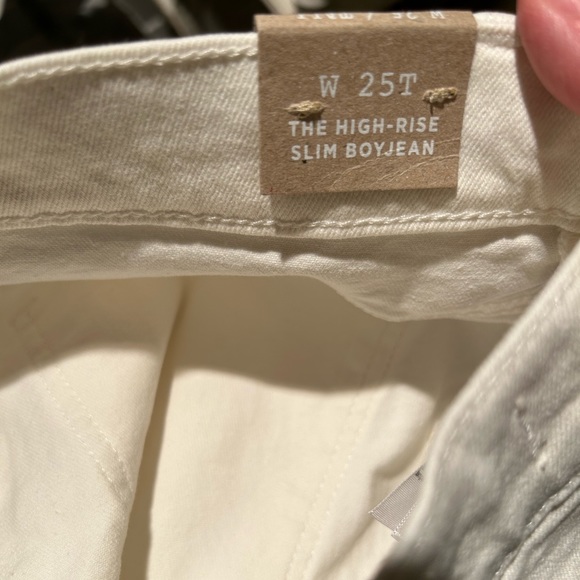 W 25T
THE HIGH-RISE
SLIM BOYJEAN